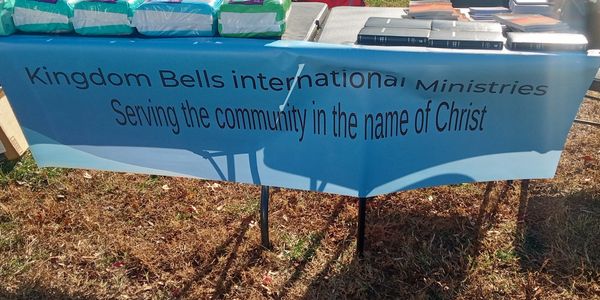 Kingdom Bells international Ministries
Serving the community in the name of Christ